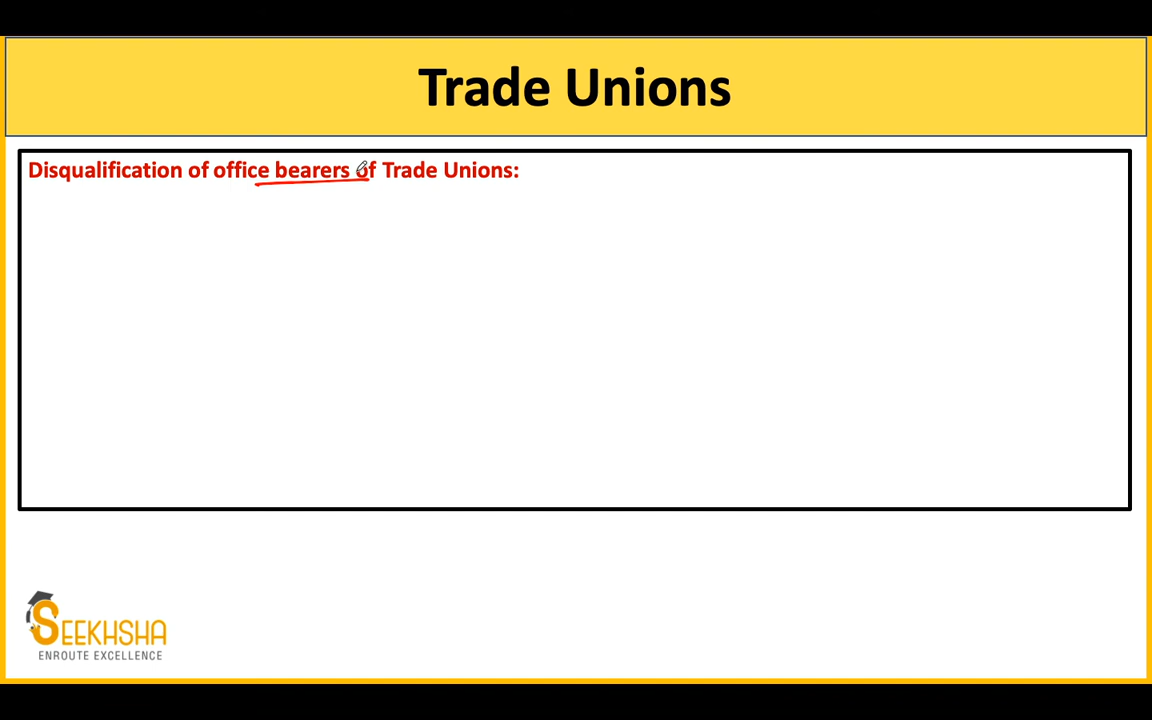 Trade Unions
Disqualification of office bearers of Trade Unions:
SEEKHSHA
ENROUTE EXCELLENCE